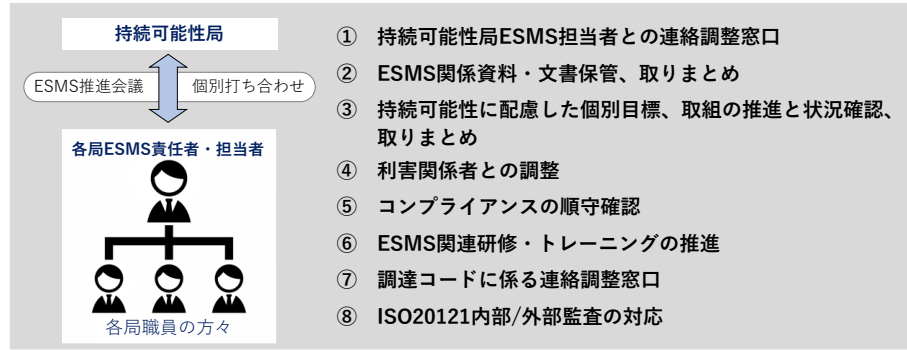 持続可能性局
ESMS推進会議
個別打ち合わせ
各局ESMS責任者・担当者
各局職員の方々
① 持続可能性局ESMS担当者との連絡調整窓口
② ESMS関係資料・文書保管、取りまとめ
③ 持続可能性に配慮した個別目標、取組の推進と状況確認、
取りまとめ
④ 利害関係者との調整
⑤ コンプライアンスの順守確認
⑥ ESMS関連研修・トレーニングの推進
⑦ 調達コードに係る連絡調整窓口
⑧ ISO20121内部/外部監査の対応